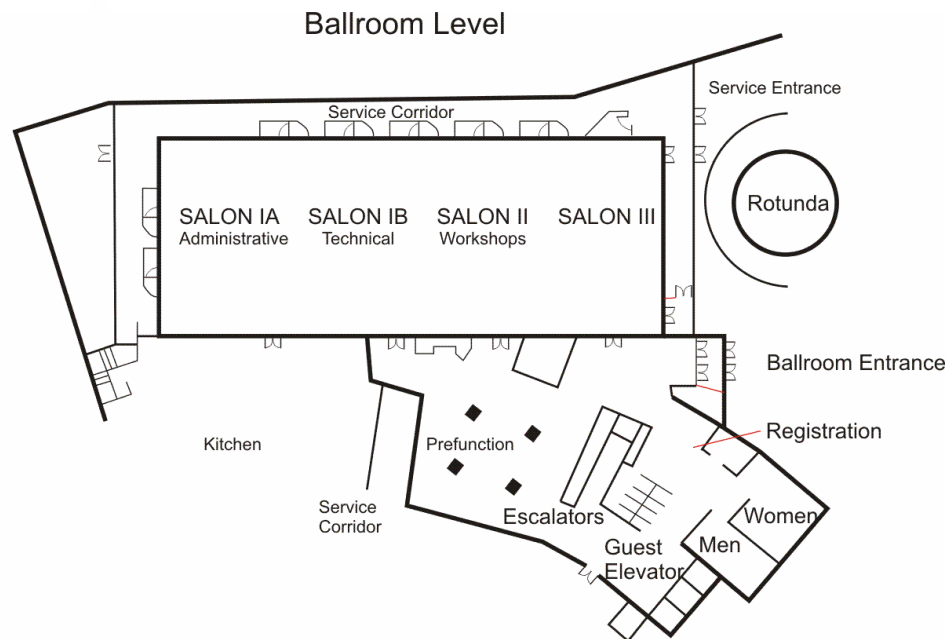 Ballroom Level
Service Entrance
Service Corridor
Rotunda
SALON IA
Administrative
SALON IB
Technical
SALON II
Workshops
SALON III
Ballroom Entrance
Registration
Kitchen
Prefunction
Service
Corridor
Escalators
Women
Men
Guest
Elevator